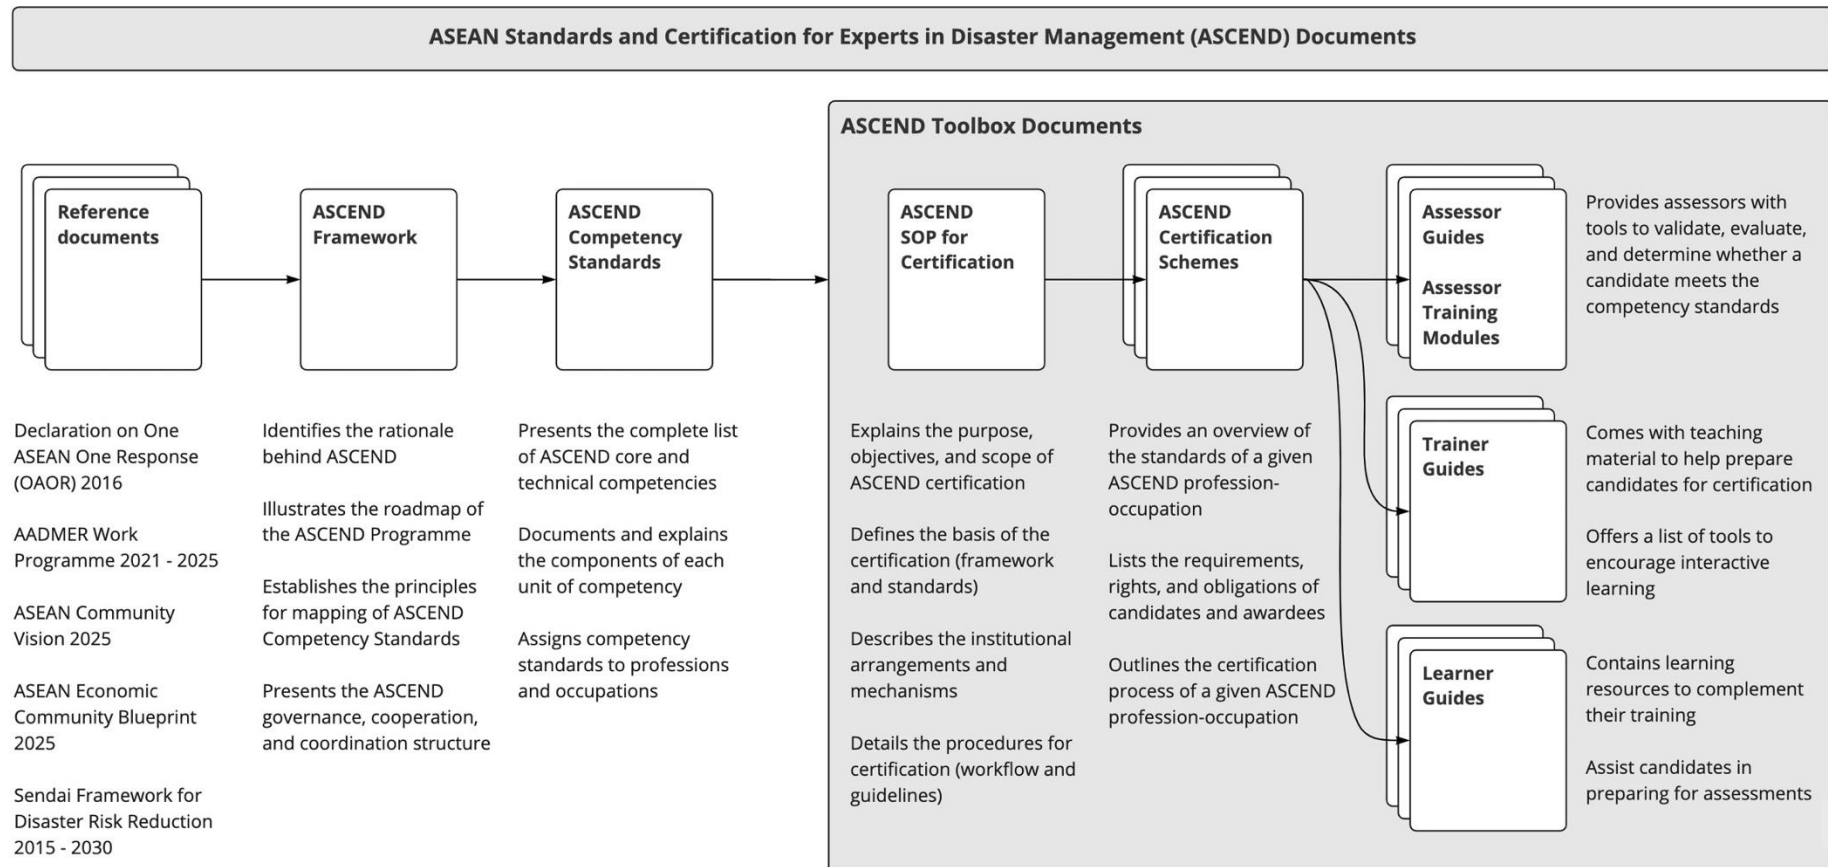 ASEAN Standards and Certification for Experts in Disaster Management (ASCEND) Documents
ASCEND Toolbox Documents
Reference
documents
ASCEND
Framework
ASCEND
Competency
Standards
ASCEND
SOP for
Certification
ASCEND
Certification
Schemes
Assessor
Guides
Assessor
Training
Modules
Provides assessors with
tools to validate, evaluate,
and determine whether a
candidate meets the
competency standards
Trainer
Guides
Comes with teaching
material to help prepare
candidates for certification
Offers a list of tools to
encourage interactive
learning
Learner
Guides
Contains learning
resources to complement
their training
Assist candidates in
preparing for assessments
Declaration on One
ASEAN One Response
(OAOR) 2016
AADMER Work
Programme 2021 - 2025
ASEAN Community
Vision 2025
ASEAN Economic
Community Blueprint
2025
Sendai Framework for
Disaster Risk Reduction
2015 - 2030
Identifies the rationale
behind ASCEND
Illustrates the roadmap of
the ASCEND Programme
Establishes the principles
for mapping of ASCEND
Competency Standards
Presents the ASCEND
governance, cooperation,
and coordination structure
Presents the complete list
of ASCEND core and
technical competencies
Documents and explains
the components of each
unit of competency
Assigns competency
standards to professions
and occupations
Explains the purpose,
objectives, and scope of
ASCEND certification
Defines the basis of the
certification (framework
and standards)
Describes the institutional
arrangements and
mechanisms
Details the procedures for
certification (workflow and
guidelines)
Provides an overview of
the standards of a given
ASCEND profession-
occupation
Lists the requirements,
rights, and obligations of
candidates and awardees
Outlines the certification
process of a given ASCEND
profession-occupation